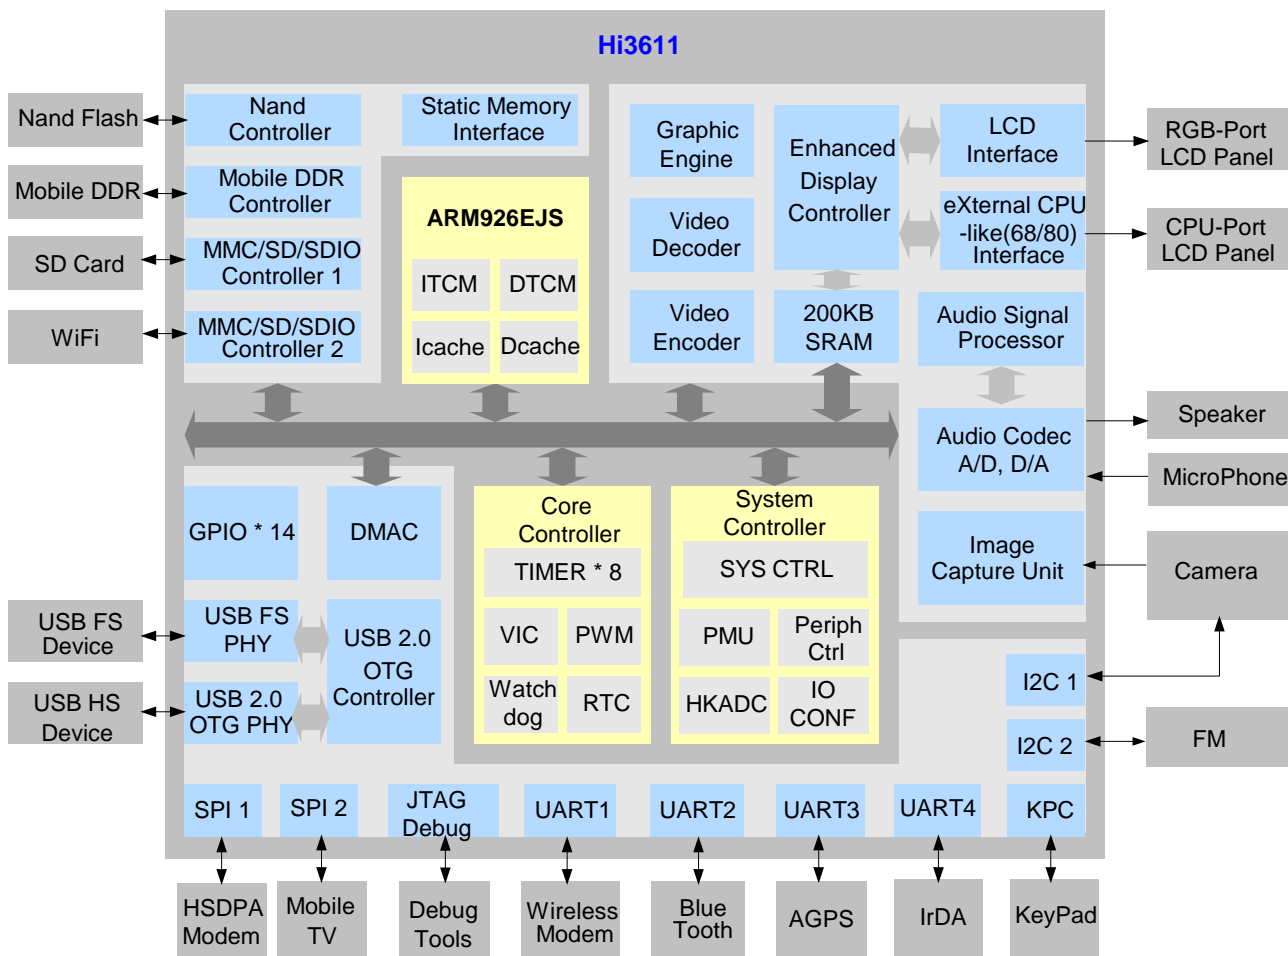 Hi3611
Nand Flash
Mobile DDR
SD Card
WiFi
Nand
Controller
Static Memory
Interface
Mobile DDR
Controller
MMC/SD/SDIO
Controller 1
MMC/SD/SDIO
Controller 2
ARM926EJS
ITCM
DTCM
Icache
Dcache
Graphic
Engine
Video
Decoder
Video
Encoder
Enhanced
Display
Controller
200KB
SRAM
LCD
Interface
eXternal CPU
-like(68/80)
Interface
Audio Signal
Processor
Audio Codec
A/D, D/A
Image
Capture Unit
RGB-Port
LCD Panel
CPU-Port
LCD Panel
Speaker
MicroPhone
Camera
FM
GPIO * 14
DMAC
USB FS
PHY
USB 2.0
OTG PHY
USB 2.0
OTG
Controller
USB FS
Device
USB HS
Device
Core
Controller
TIMER * 8
VIC
PWM
Watch
dog
RTC
System
Controller
SYS CTRL
PMU
Periph
Ctrl
HKADC
IO
CONF
I2C 1
I2C 2
SPI 1
SPI 2
JTAG
Debug
UART1
UART2
UART3
UART4
KPC
HSDPA
Modem
Mobile
TV
Debug
Tools
Wireless
Modem
Blue
Tooth
AGPS
IrDA
KeyPad